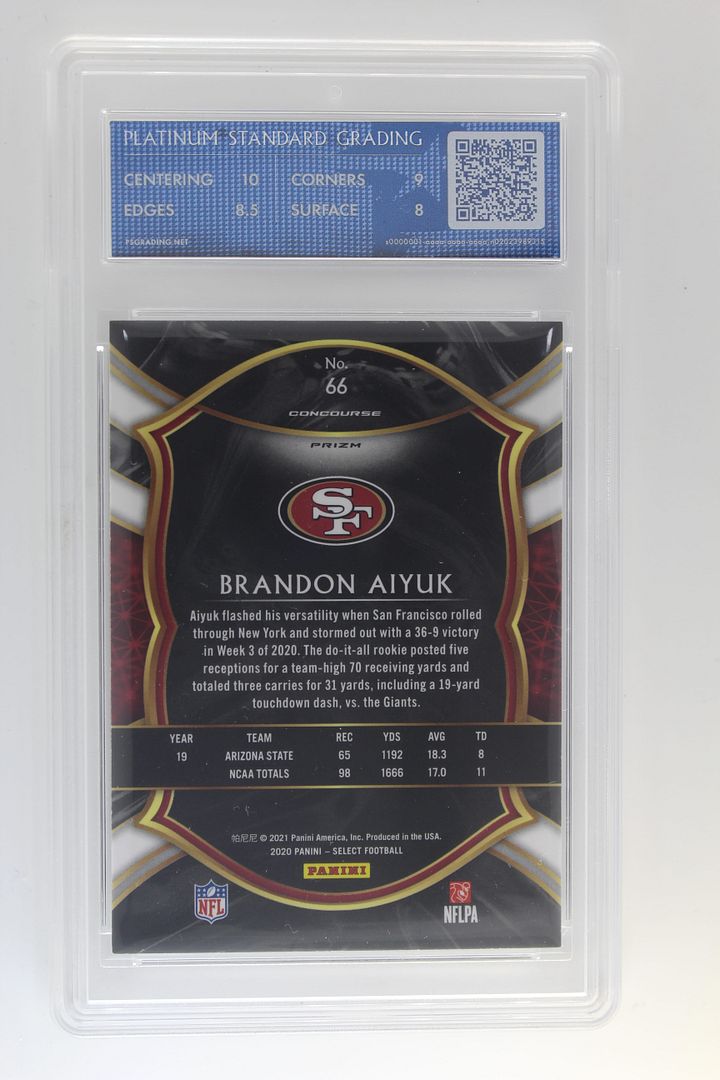 PLATINUM STANDARD GRADING
CENTERING 10 CORNERS 9
EDGES 8.5 SURFACE 8
PSGRADING.NET
No.
66
CONCOURSE
PRIZM
SF
BRANDON AIYUK
Aiyuk flashed his versatility when San Francisco rolled
through New York and stormed out with a 36-9 victory
in Week 3 of 2020. The do-it-all rookie posted five
receptions for a team-high 70 receiving yards and
totaled three carries for 31 yards, including a 19-yard
touchdown dash, vs. the Giants.
YEAR TEAM REC YDS AVG TD
19 ARIZONA STATE 65 1192 18.3 8
NCAA TOTALS 98 1666 17.0 11
帕尼尼 © 2021 Panini America, Inc. Produced in the USA.
2020 PANINI – SELECT FOOTBALL
PANINI
NFL
NFLPA